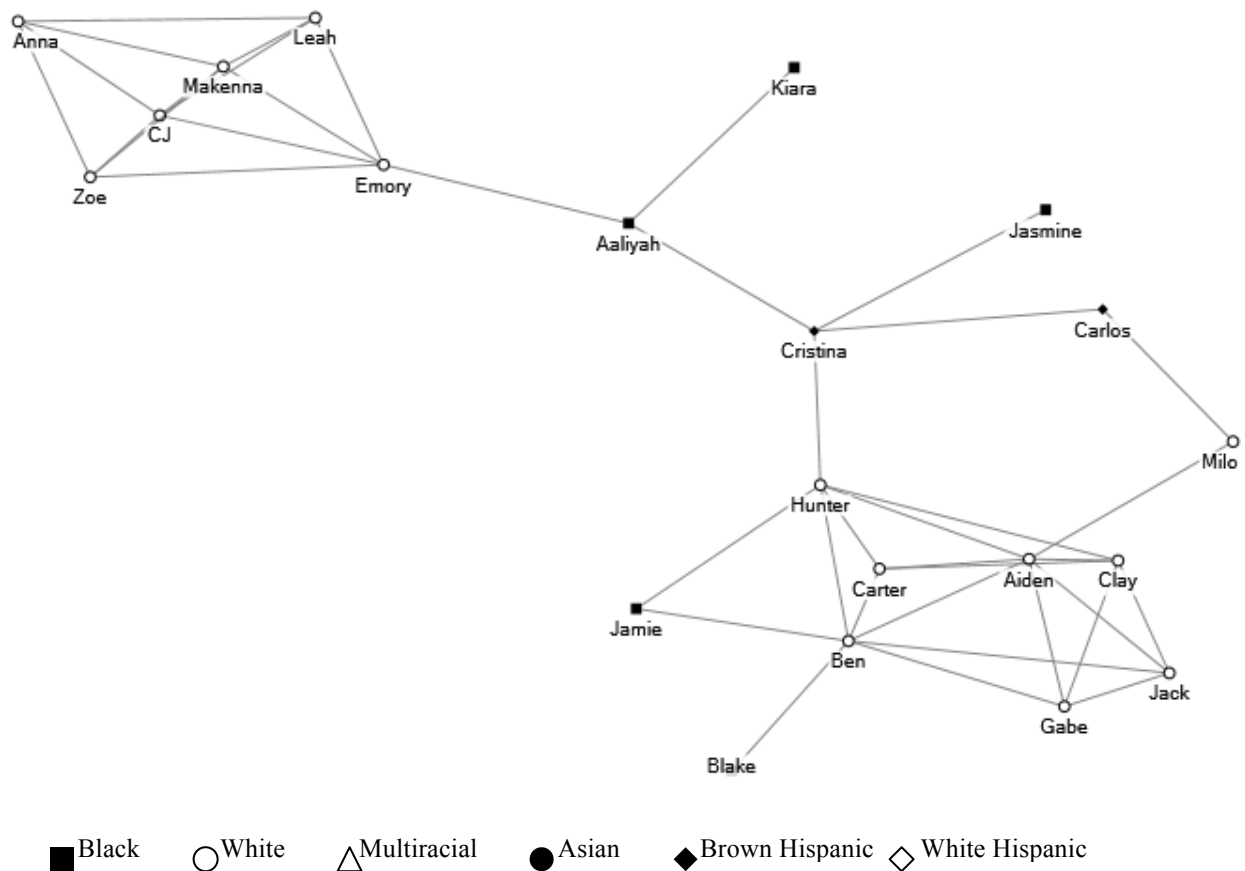 Anna
Leah
Makenna
Kiara
CJ
Zoe
Emory
Aaliyah
Jasmine
Carlos
Cristina
Milo
Hunter
Carter
Aiden
Clay
Jamie
Ben
Jack
Gabe
Blake
Black White Multiracial Asian Brown Hispanic White Hispanic